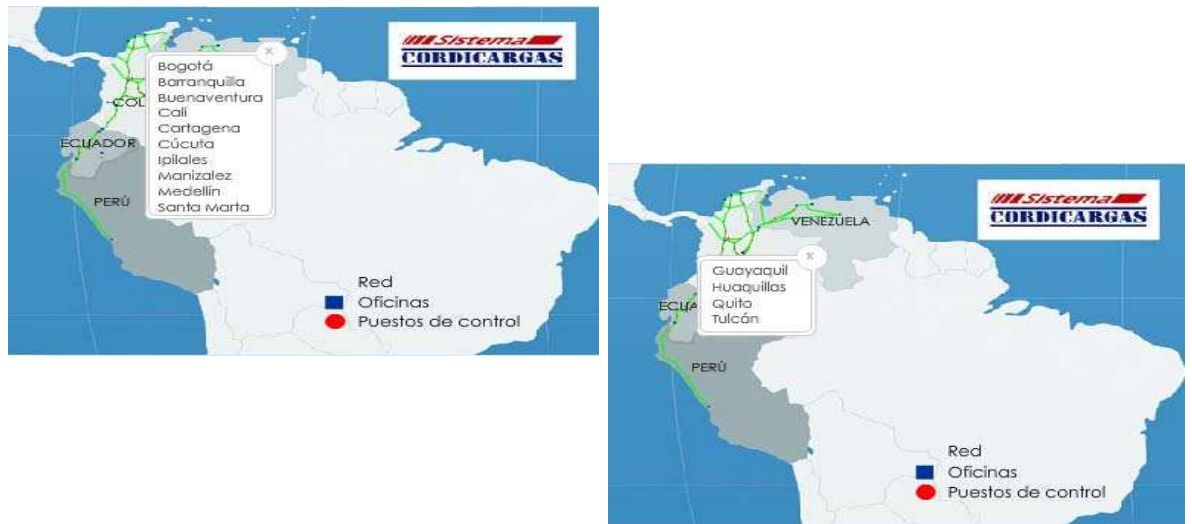 Sistema
CORDICARGAS
Bogotá
Barranquilla
Buenaventura
COL
Cali
Cartagena
ECUADOR
Cúcuta
Ipilales
Manizalez
PERÚ
Medellín
Santa Marta
Red
Oficinas
Puestos de control
Sistema
CORDICARGAS
VENEZUELA
Guayaquil
Huaquillas
ECUA
Quito
Tulcán
PERÚ
Red
Oficinas
Puestos de control